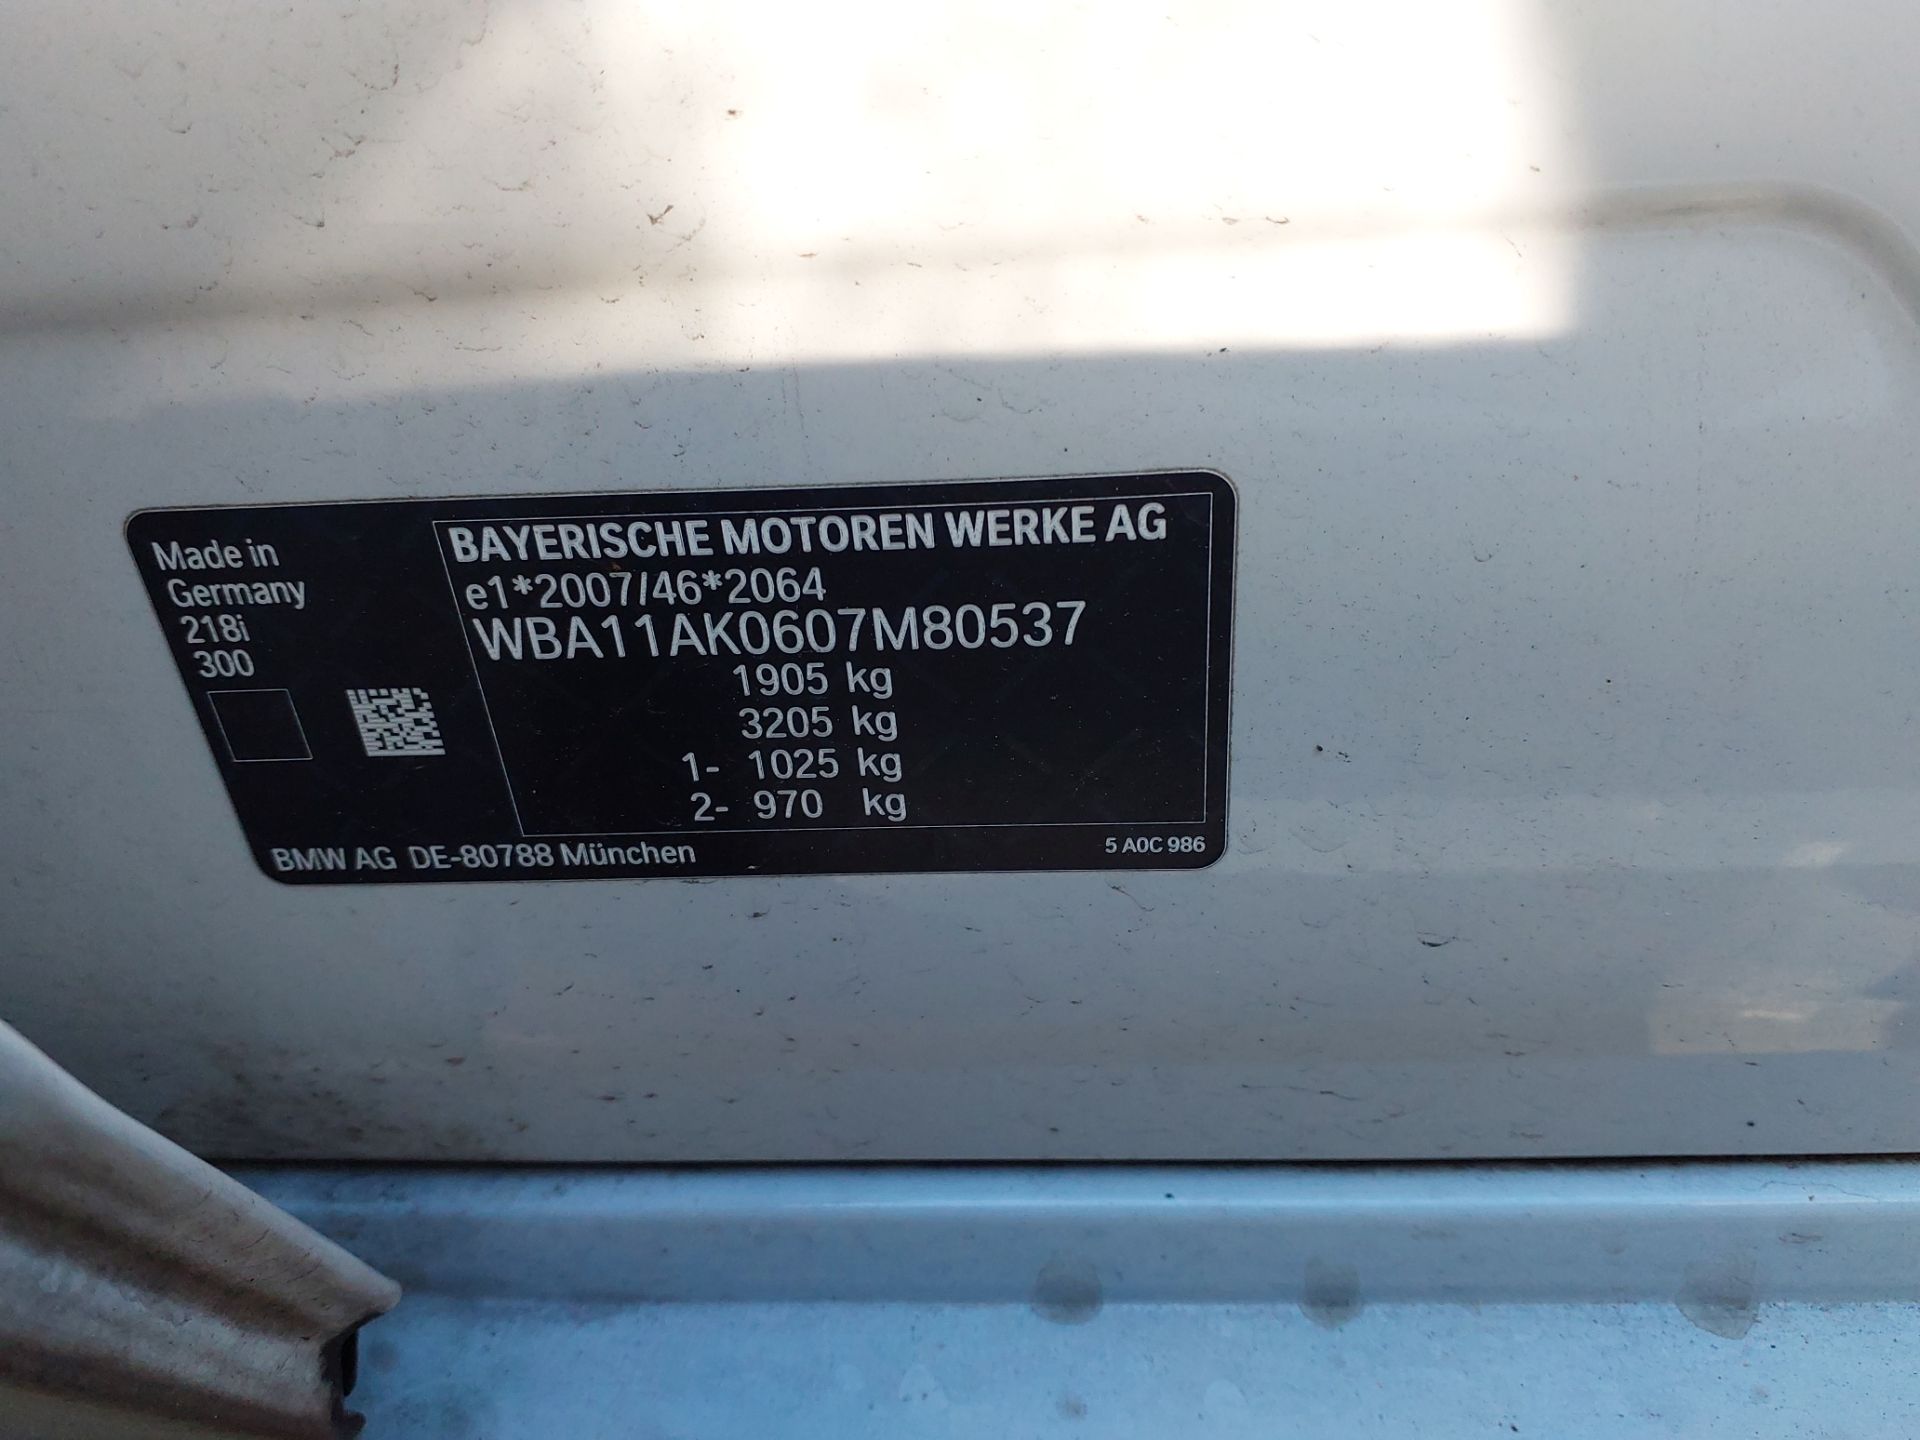 Made in
Germany
218i
300
BAYERISCHE MOTOREN WERKE AG
e1*2007/46*2064
WBA11AK0607M80537
1905 kg
3205 kg
1- 1025 kg
2- 970 kg
BMW AG DE-80788 München
5 A0C 986